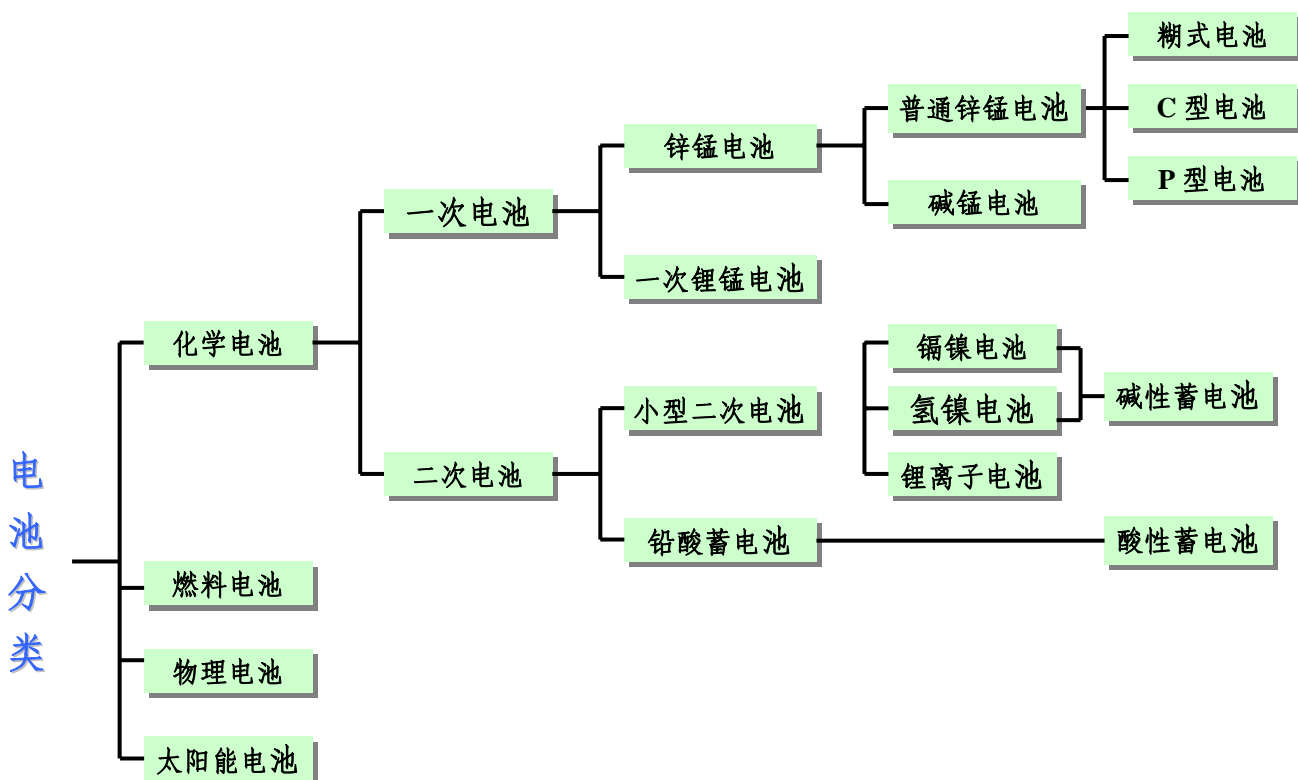 电池分类
化学电池
一次电池
锌锰电池
普通锌锰电池
糊式电池
C 型电池
P 型电池
碱锰电池
一次锂锰电池
二次电池
小型二次电池
镉镍电池
氢镍电池
锂离子电池
碱性蓄电池
铅酸蓄电池
酸性蓄电池
燃料电池
物理电池
太阳能电池